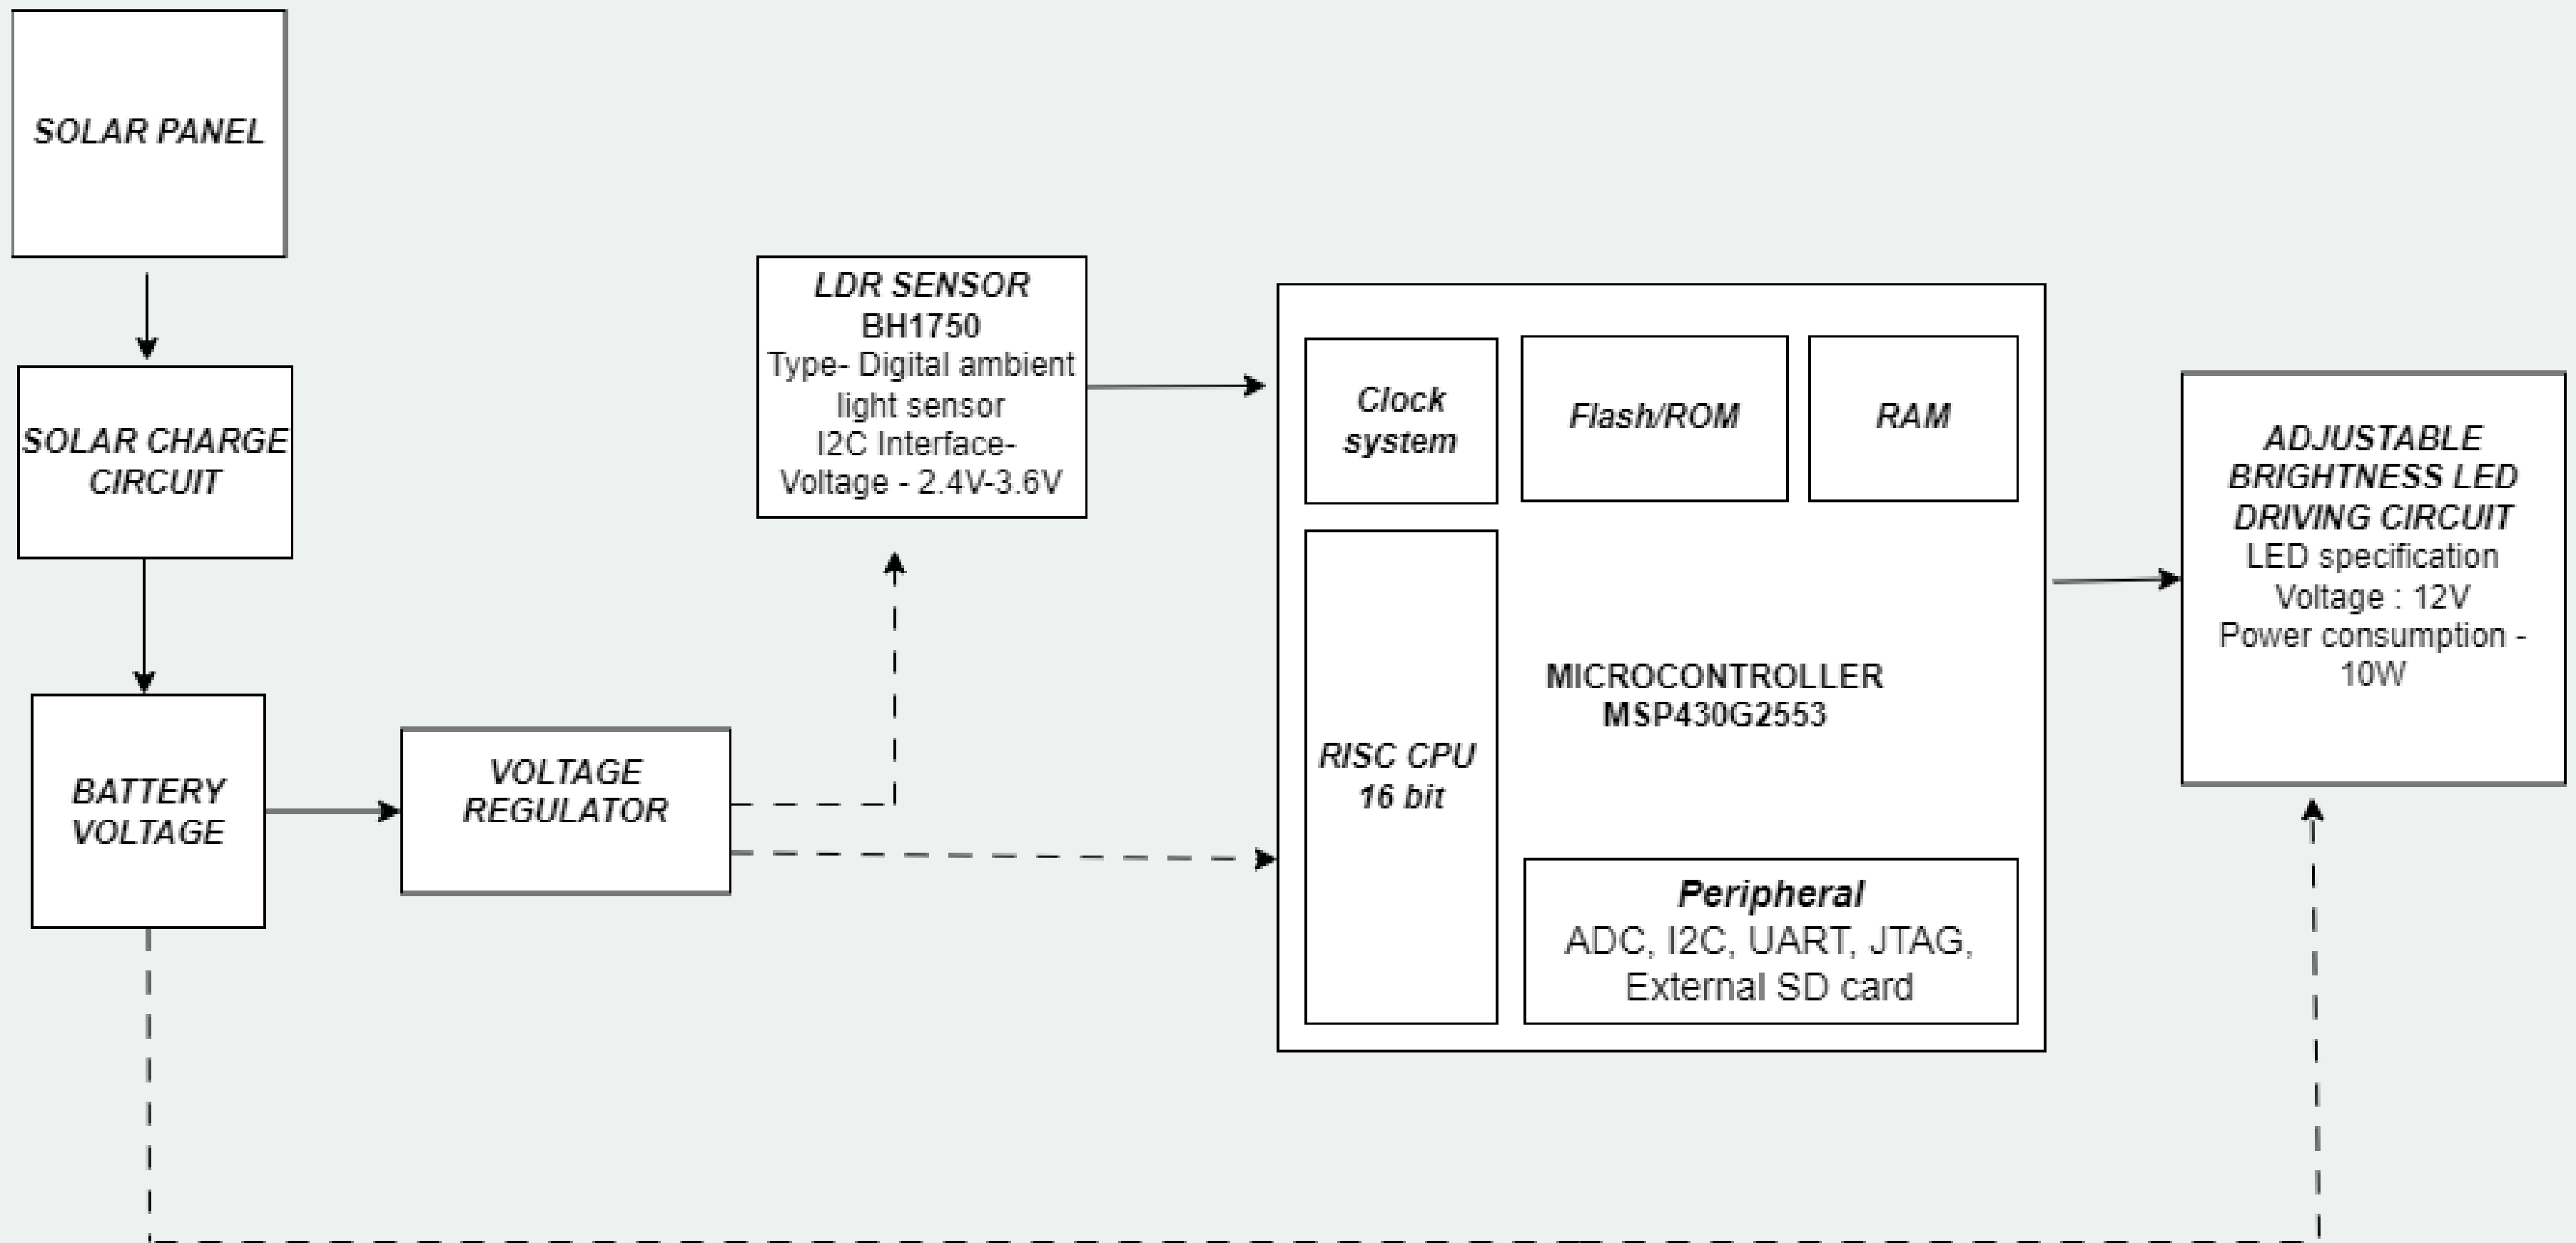 SOLAR PANEL
SOLAR CHARGE
CIRCUIT
BATTERY
VOLTAGE
VOLTAGE
REGULATOR
LDR SENSOR
BH1750
Type- Digital ambient
light sensor
I2C Interface-
Voltage - 2.4V-3.6V
Clock
system
Flash/ROM
RAM
RISC CPU
16 bit
MICROCONTROLLER
MSP430G2553
Peripheral
ADC, I2C, UART, JTAG,
External SD card
ADJUSTABLE
BRIGHTNESS LED
DRIVING CIRCUIT
LED specification
Voltage : 12V
Power consumption -
10W